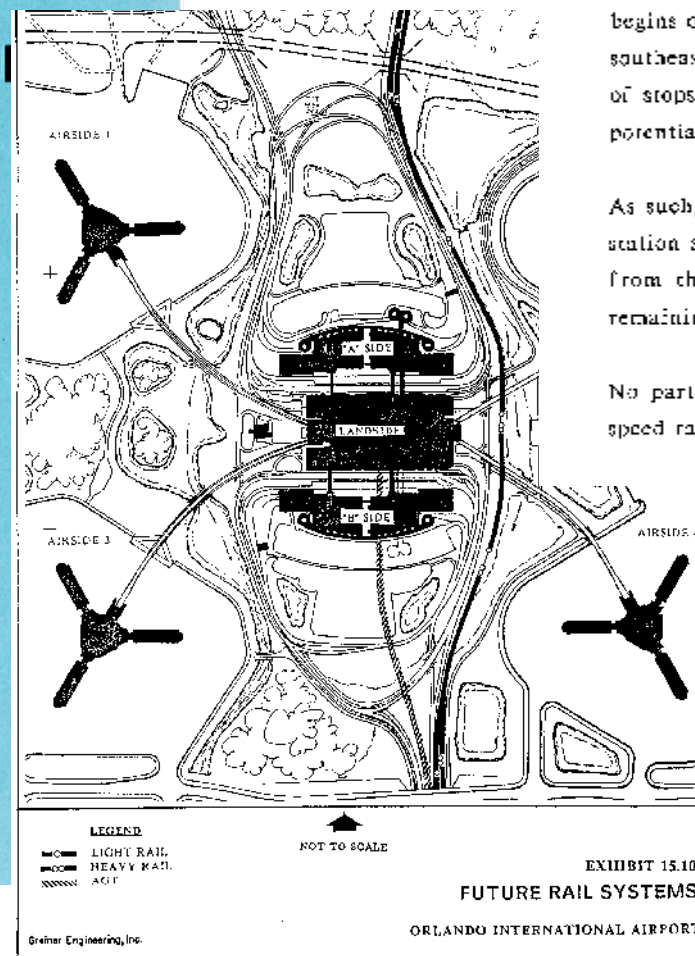 begins o
southeas
of stops
potentia
As such,
station s
from th
remainin
No part
speed ra
AIRSIDE 1
"A" SIDE
LANDSIDE
"B" SIDE
AIRSIDE 3
AIRSIDE 4
LEGEND
LIGHT RAIL
HEAVY RAIL
AGT
NOT TO SCALE
EXHIBIT 15.10
FUTURE RAIL SYSTEMS
ORLANDO INTERNATIONAL AIRPORT
Greiner Engineering, Inc.